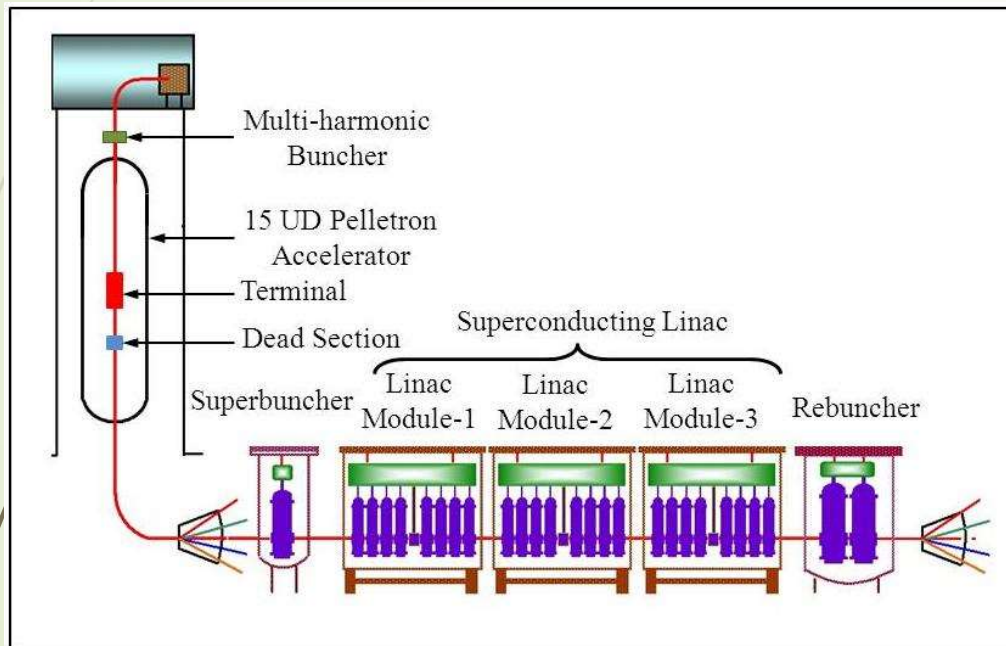 Multi-harmonic
Buncher
15 UD Pelletron
Accelerator
Terminal
Dead Section
Superconducting Linac
Superbuncher
Linac
Module-1
Linac
Module-2
Linac
Module-3
Rebuncher